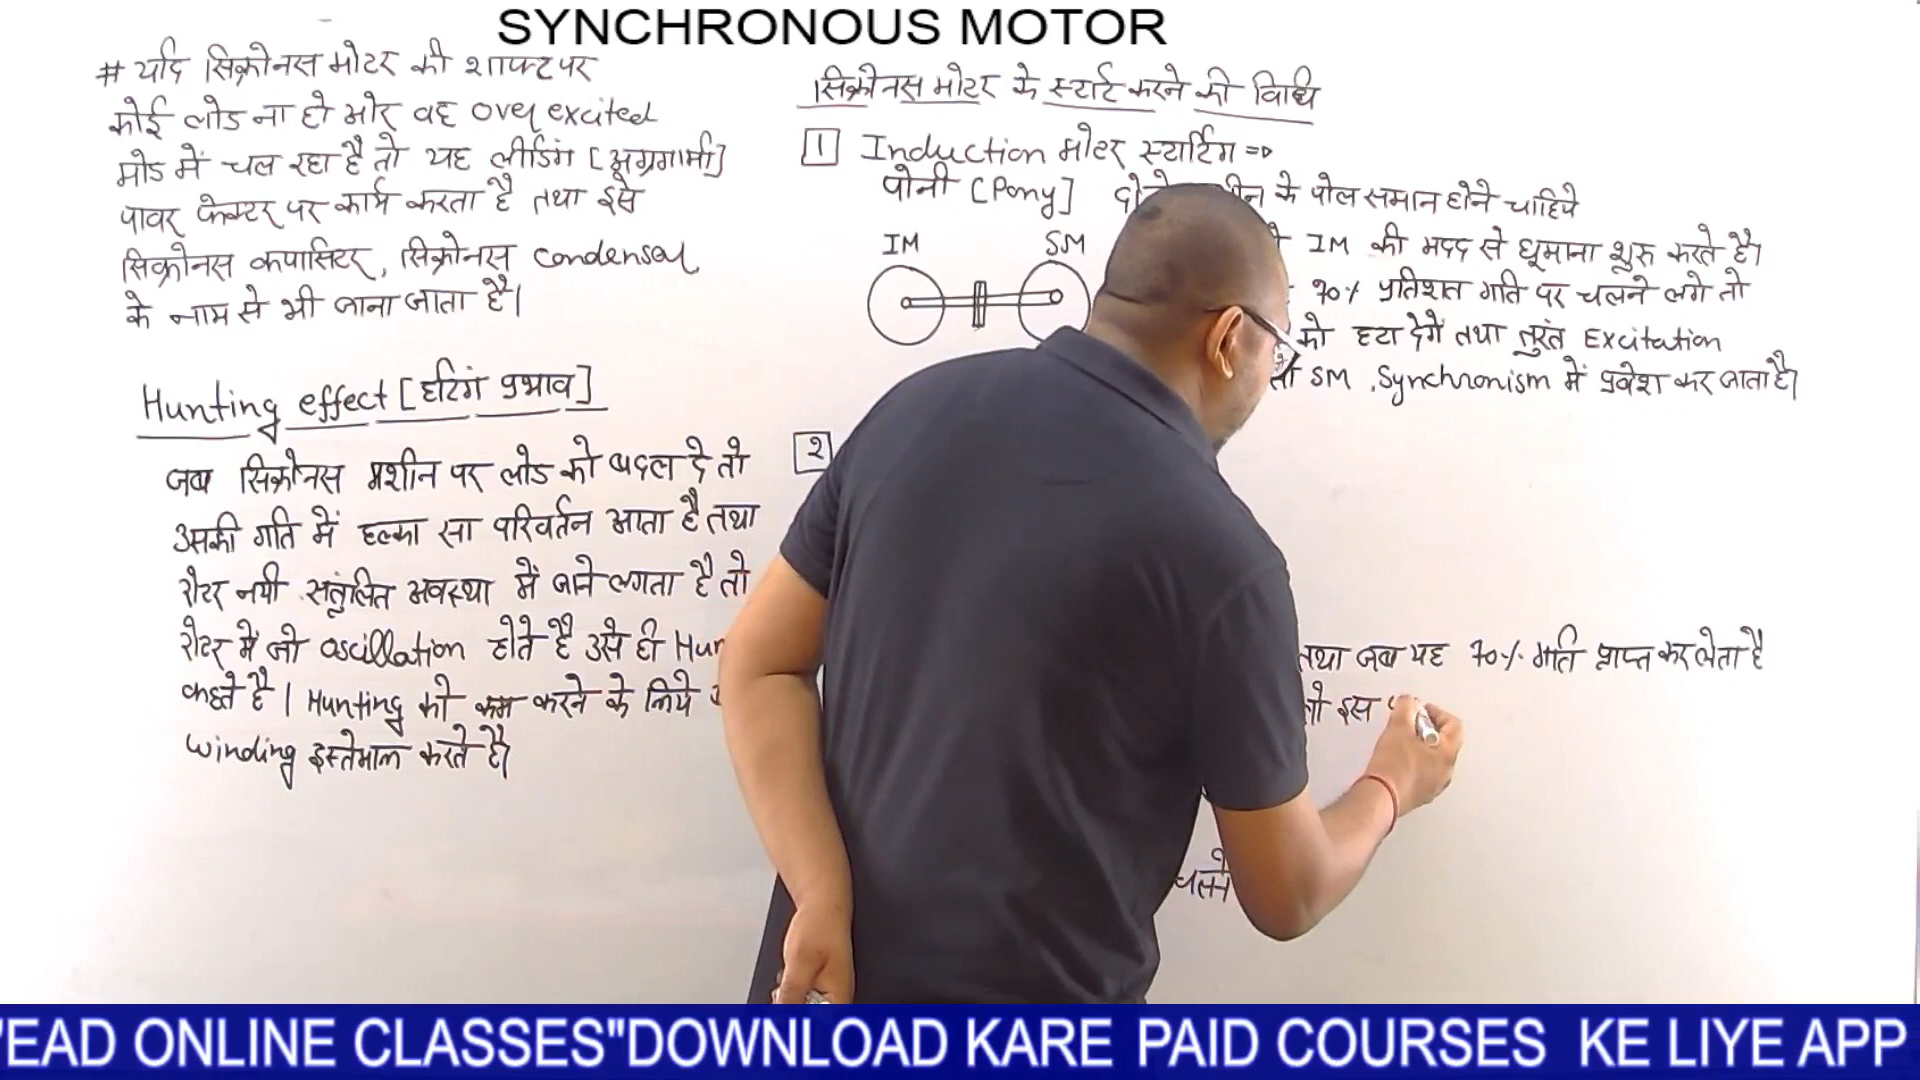 SYNCHRONOUS MOTOR
# यदि सिंक्रोनस मोटर की शाफ्ट पर
कोई लोड ना हो और वह over excited
मोड में चल रहा है तो यह लीडिंग [अग्रगामी]
पावर फेक्टर पर कार्य करता है तथा इसे
सिंक्रोनस कपासिटर, सिंक्रोनस condenser
के नाम से भी जाना जाता है।
Hunting effect [हंटिंग प्रभाव]
जब सिंक्रोनस मशीन पर लोड को बदल दे तो
उसकी गति में हल्का सा परिवर्तन आता है तथा
रोटर नयी संतुलित अवस्था में जाने लगता है तो
रोटर में जो oscillation होते है उसे ही Hun
कहते है। Hunting को कम करने के लिये
winding इस्तेमाल करते है।
सिंक्रोनस मोटर के स्टार्ट करने की विधि
1 Induction मोटर स्टार्टिंग ⇒
पोनी [Pony] के पोल समान होने चाहिये
IM SM
IM की मदद से घूमाना शुरु करते है।
70% प्रतिशत गति पर चलने लगे तो
को हटा देगें तथा तुरंत Excitation
SM, Synchronism में प्रवेश कर जाता है।
2
तथा जब यह 70% गति प्राप्त कर लेता है
तो इस
चलने
"EAD ONLINE CLASSES"DOWNLOAD KARE PAID COURSES KE LIYE APP